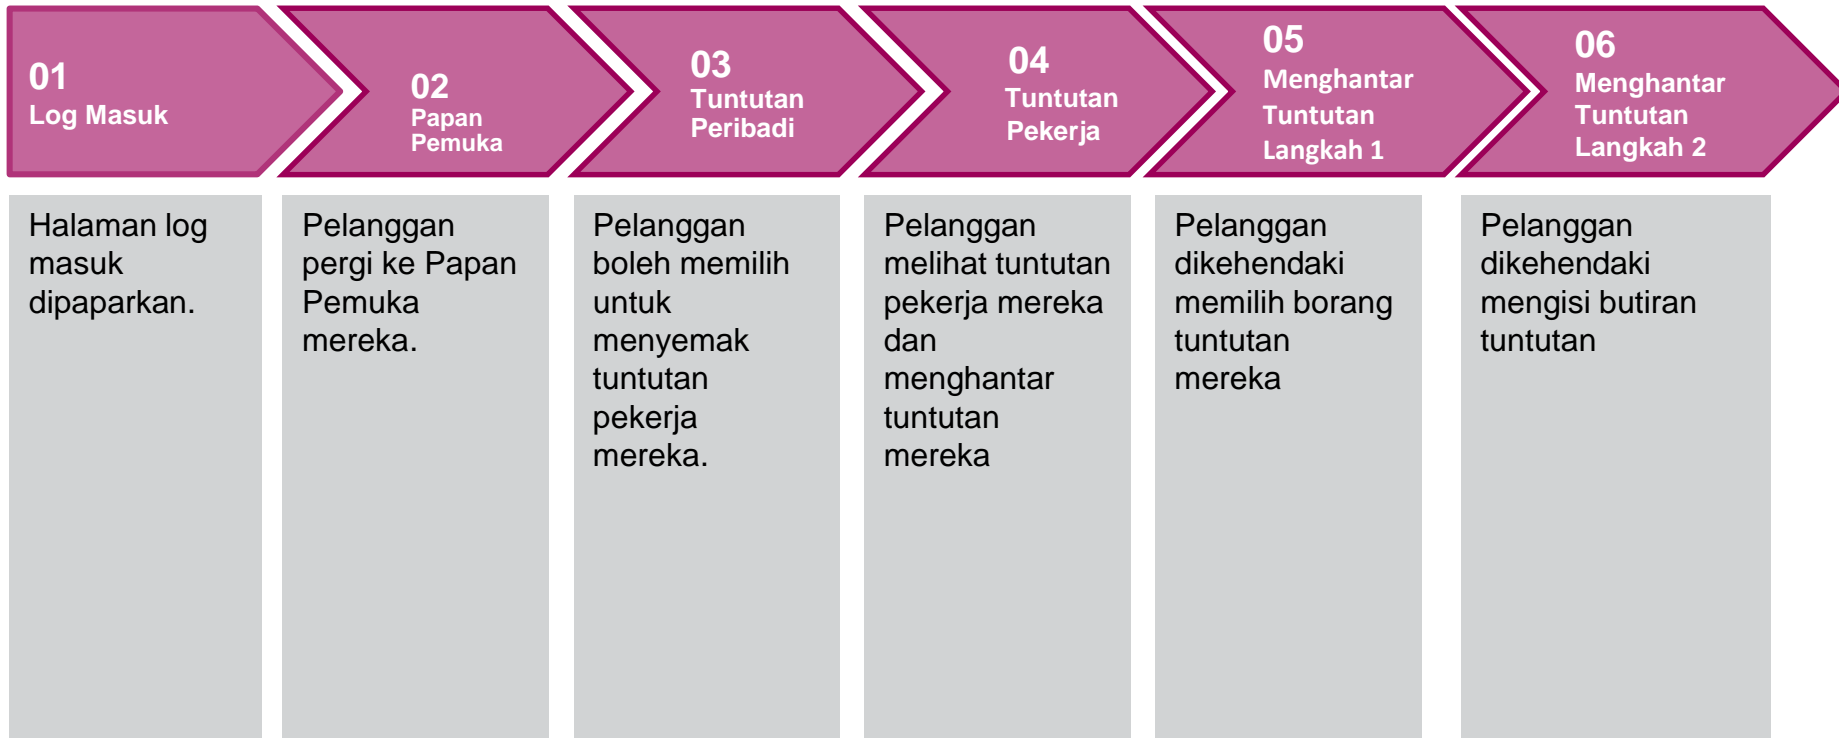 01
Log Masuk
02
Papan
Pemuka
03
Tuntutan
Peribadi
04
Tuntutan
Pekerja
05
Menghantar
Tuntutan
Langkah 1
06
Menghantar
Tuntutan
Langkah 2
Halaman log
masuk
dipaparkan.
Pelanggan
pergi ke Papan
Pemuka
mereka.
Pelanggan
boleh memilih
untuk
menyemak
tuntutan
pekerja
mereka.
Pelanggan
melihat tuntutan
pekerja mereka
dan
menghantar
tuntutan
mereka
Pelanggan
dikehendaki
memilih borang
tuntutan
mereka
Pelanggan
dikehendaki
mengisi butiran
tuntutan